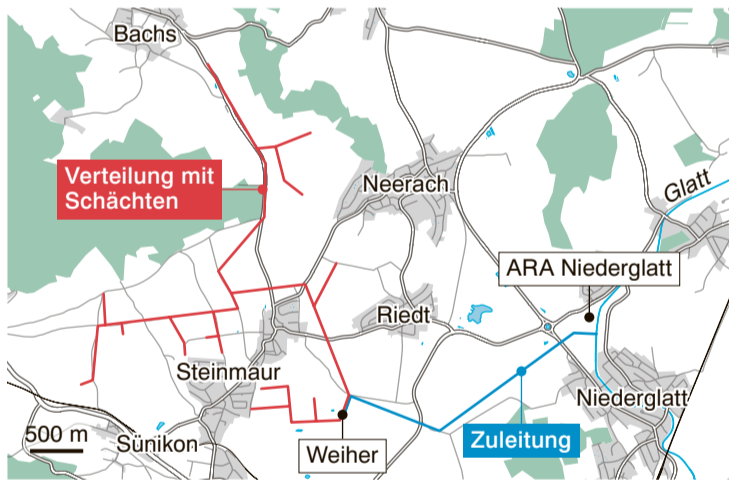 Bachs
Verteilung mit
Schächten
Neerach
Glatt
ARA Niederglatt
Riedt
Steinmaur
Niederglatt
500 m
Sünikon
Weiher
Zuleitung